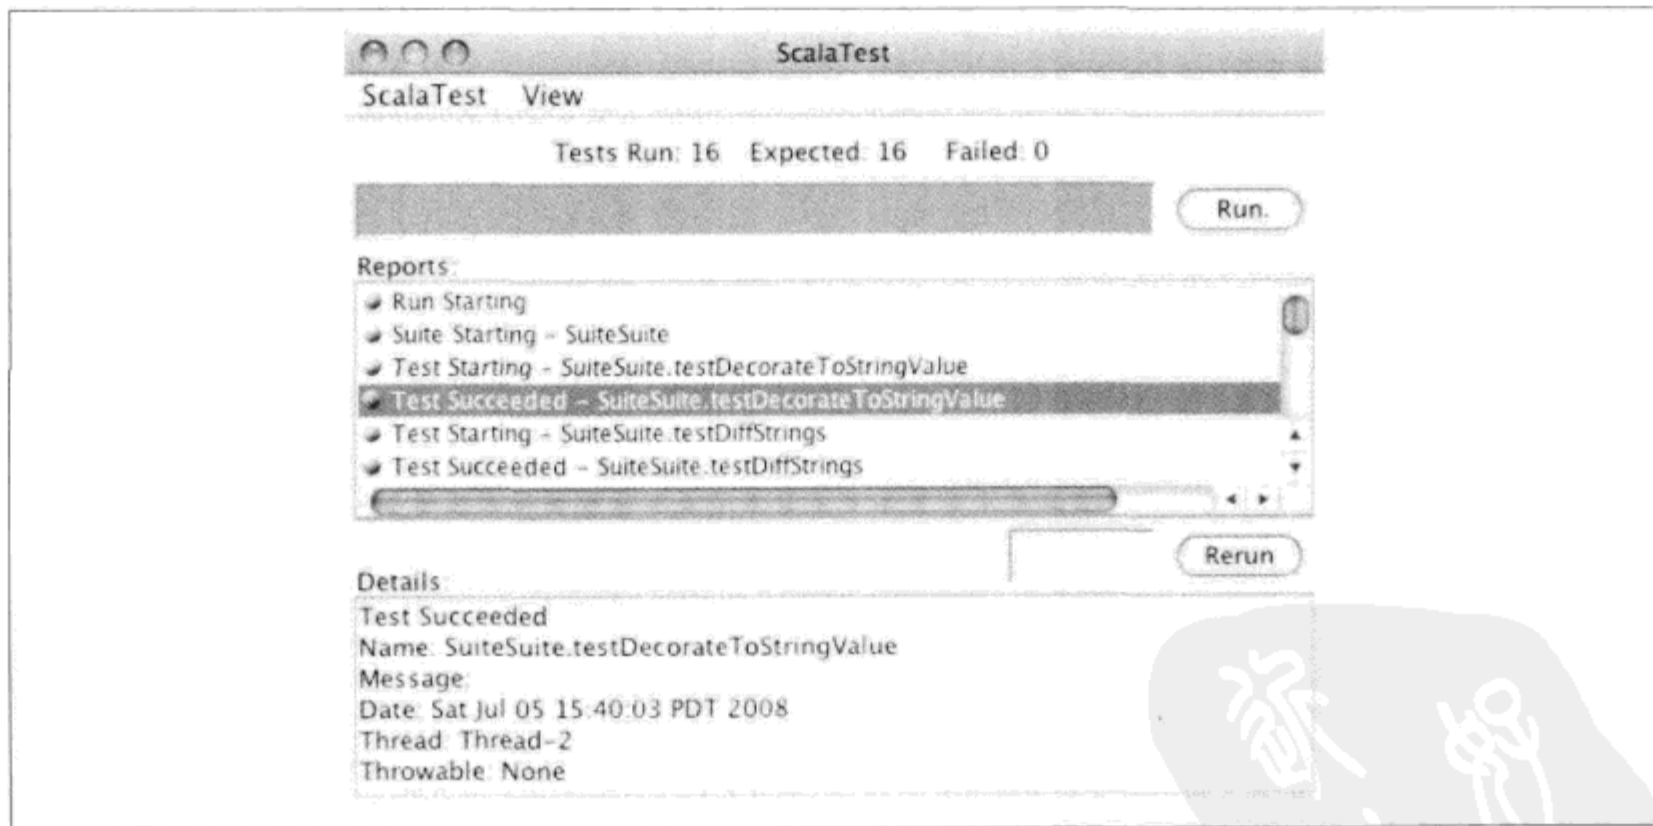 ScalaTest
ScalaTest View
Tests Run: 16 Expected: 16 Failed: 0
Run.
Reports:
Run Starting
Suite Starting – SuiteSuite
Test Starting – SuiteSuite.testDecorateToStringValue
Test Succeeded – SuiteSuite.testDecorateToStringValue
Test Starting – SuiteSuite.testDiffStrings
Test Succeeded – SuiteSuite.testDiffStrings
Rerun
Details:
Test Succeeded
Name: SuiteSuite.testDecorateToStringValue
Message:
Date: Sat Jul 05 15:40:03 PDT 2008
Thread: Thread-2
Throwable: None